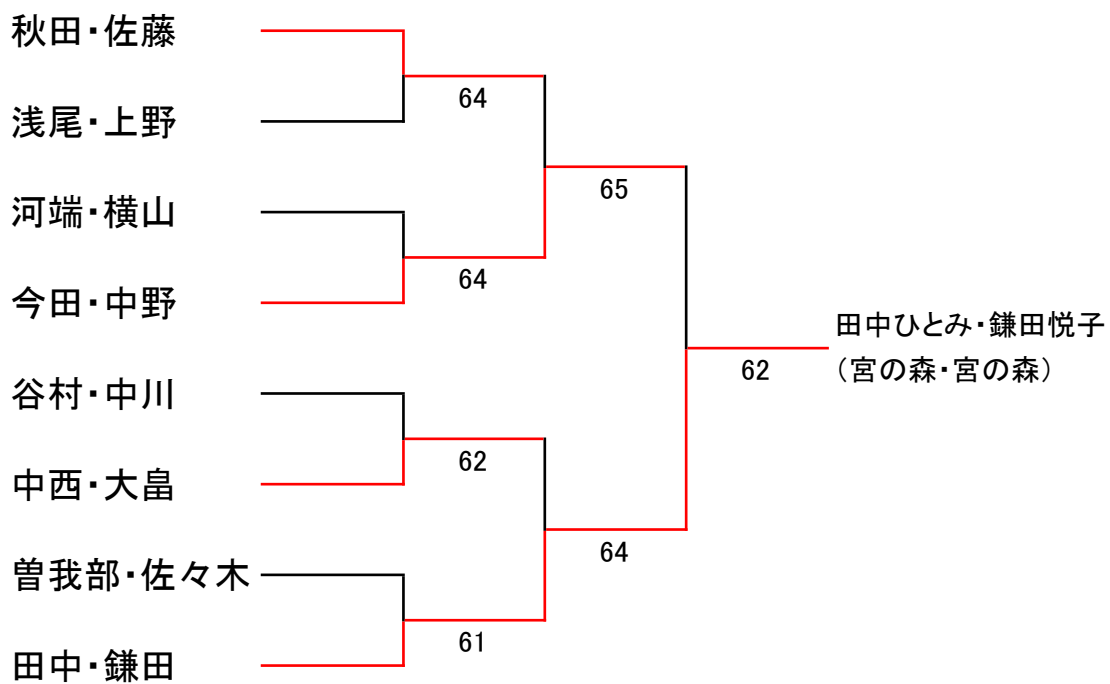 秋田・佐藤
64
浅尾・上野
65
河端・横山
64
今田・中野
田中ひとみ・鎌田悦子
62
(宮の森・宮の森)
谷村・中川
62
中西・大畠
64
曽我部・佐々木
61
田中・鎌田